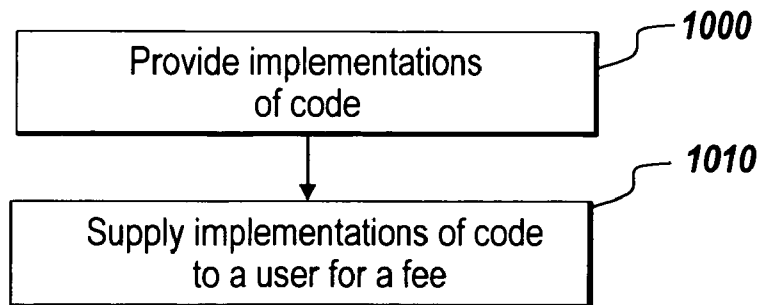 1000
Provide implementations
of code
1010
Supply implementations of code
to a user for a fee